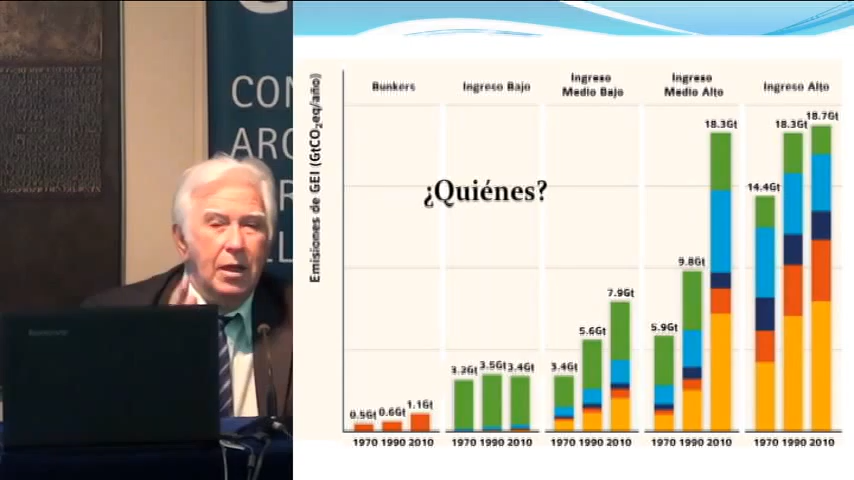 CON
ARC
Lenovo
Emisiones de GEI (GtCO2eq/año)
Bunkers
Ingreso Bajo
Ingreso
Medio Bajo
Ingreso
Medio Alto
Ingreso Alto
¿Quiénes?
0.5Gt 0.6Gt 1.1Gt
3.2Gt 3.5Gt 3.4Gt
3.4Gt 5.6Gt 7.9Gt
5.9Gt 9.8Gt 18.3Gt
14.4Gt 18.3Gt 18.7Gt
1970 1990 2010
1970 1990 2010
1970 1990 2010
1970 1990 2010
1970 1990 2010